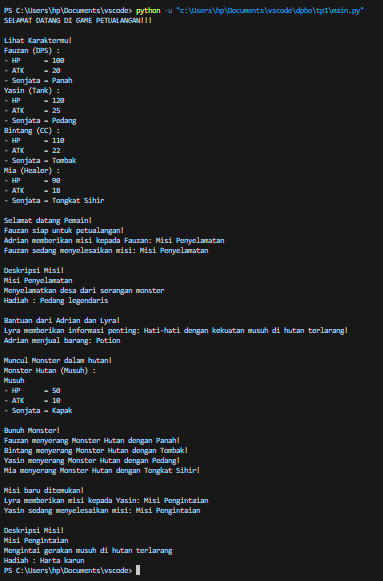 PS C:\Users\hp\Documents\vscode> python -u "c:\Users\hp\Documents\vscode\dpbo\tp1\main.py"
SELAMAT DATANG DI GAME PETUALANGAN!!!

Lihat Karaktermu!
Fauzan (DPS) :
- HP      = 100
- ATK     = 20
- Senjata = Panah
Yasin (Tank) :
- HP      = 120
- ATK     = 25
- Senjata = Pedang
Bintang (CC) :
- HP      = 110
- ATK     = 22
- Senjata = Tombak
Mia (Healer) :
- HP      = 90
- ATK     = 18
- Senjata = Tongkat Sihir

Selamat datang Pemain!
Fauzan siap untuk petualangan!
Adrian memberikan misi kepada Fauzan: Misi Penyelamatan
Fauzan sedang menyelesaikan misi: Misi Penyelamatan

Deskripsi Misi!
Misi Penyelamatan
Menyelamatkan desa dari serangan monster
Hadiah : Pedang legendaris

Bantuan dari Adrian dan Lyra!
Lyra memberikan informasi penting: Hati-hati dengan kekuatan musuh di hutan terlarang!
Adrian menjual barang: Potion

Muncul Monster dalam hutan!
Monster Hutan (Musuh) :
Musuh
- HP      = 50
- ATK     = 10
- Senjata = Kapak

Bunuh Monster!
Fauzan menyerang Monster Hutan dengan Panah!
Bintang menyerang Monster Hutan dengan Tombak!
Yasin menyerang Monster Hutan dengan Pedang!
Mia menyerang Monster Hutan dengan Tongkat Sihir!

Misi baru ditemukan!
Lyra memberikan misi kepada Yasin: Misi Pengintaian
Yasin sedang menyelesaikan misi: Misi Pengintaian

Deskripsi Misi!
Misi Pengintaian
Mengintai gerakan musuh di hutan terlarang
Hadiah : Harta karun
PS C:\Users\hp\Documents\vscode>